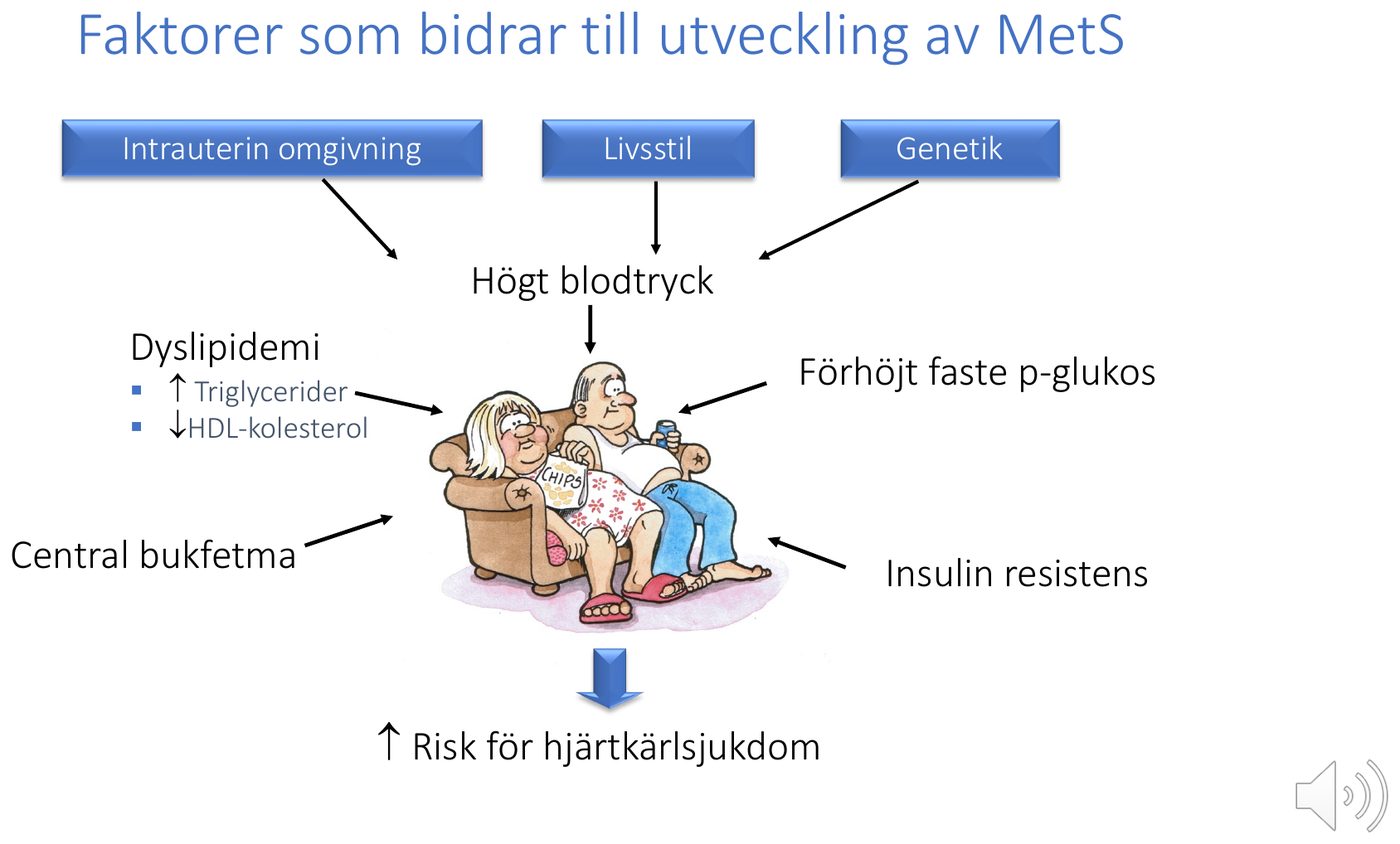 Faktorer som bidrar till utveckling av MetS
Intrauterin omgivning
Livsstil
Genetik
Högt blodtryck
Dyslipidemi
▪ ↑ Triglycerider
▪ ↓HDL-kolesterol
Förhöjt faste p-glukos
CHIPS
Central bukfetma
Insulin resistens
↑ Risk för hjärtkärlsjukdom